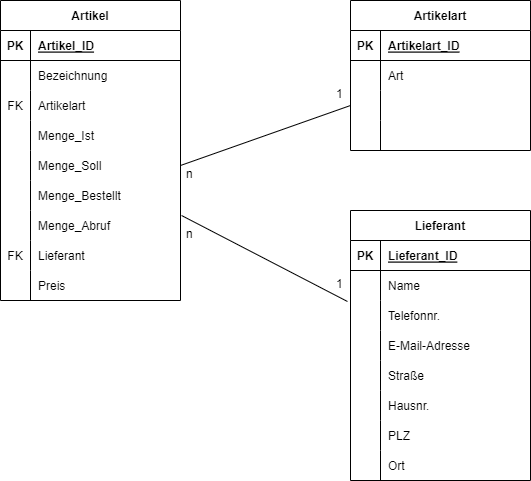 Artikel
PK Artikel_ID
Bezeichnung
FK Artikelart
Menge_Ist
Menge_Soll
Menge_Bestellt
Menge_Abruf
FK Lieferant
Preis
n
1
n
1
Artikelart
PK Artikelart_ID
Art
Lieferant
PK Lieferant_ID
Name
Telefonnr.
E-Mail-Adresse
Straße
Hausnr.
PLZ
Ort